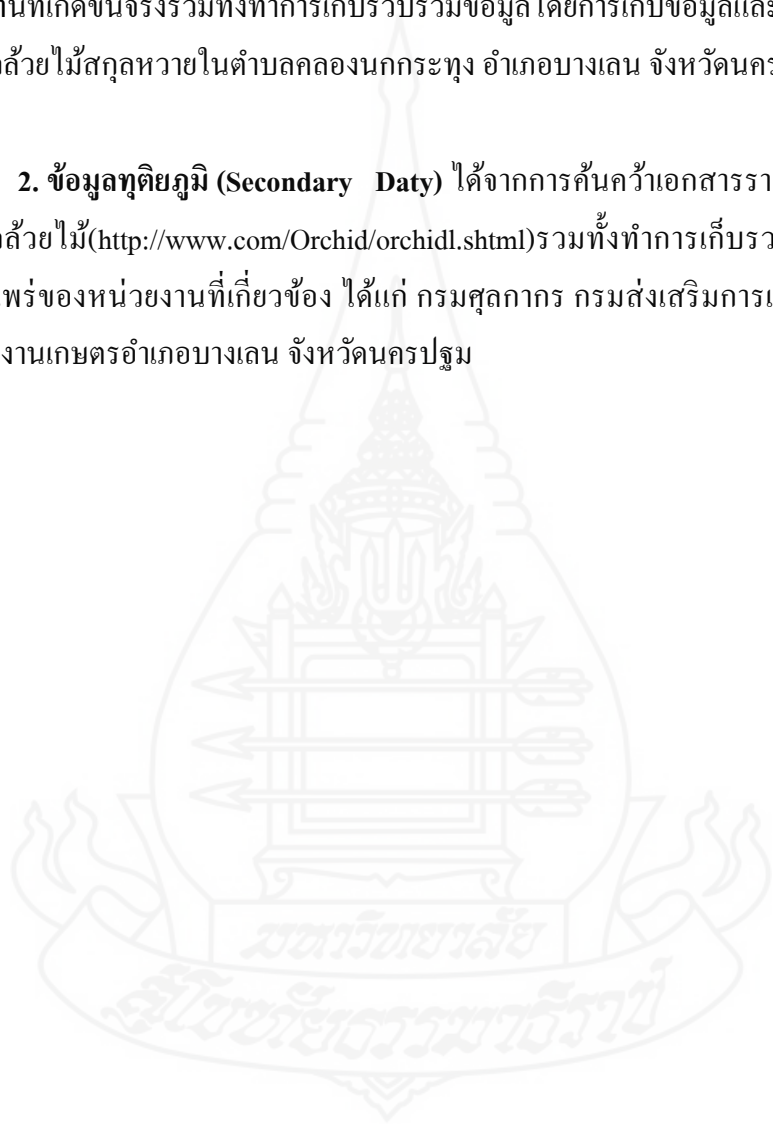 านที่เกิดขึ้นจริงรวมทั้งทำการเก็บรวบรวมข้อมูลโดยการเก็บข้อมูลและ
ล้วยไม้สกุลหวายในตำบลคลองนกกระทุง อำเภอบางเลน จังหวัดนคร
2. ข้อมูลทุติยภูมิ (Secondary Daty) ได้จากการค้นคว้าเอกสารรา
ล้วยไม้(http://www.com/Orchid/orchidl.shtml)รวมทั้งทำการเก็บรว
แพร่ของหน่วยงานที่เกี่ยวข้อง ได้แก่ กรมศุลกากร กรมส่งเสริมการเ
งานเกษตรอำเภอบางเลน จังหวัดนครปฐม
มหาวิทยาลัย
สุโขทัยธรรมาธิราช